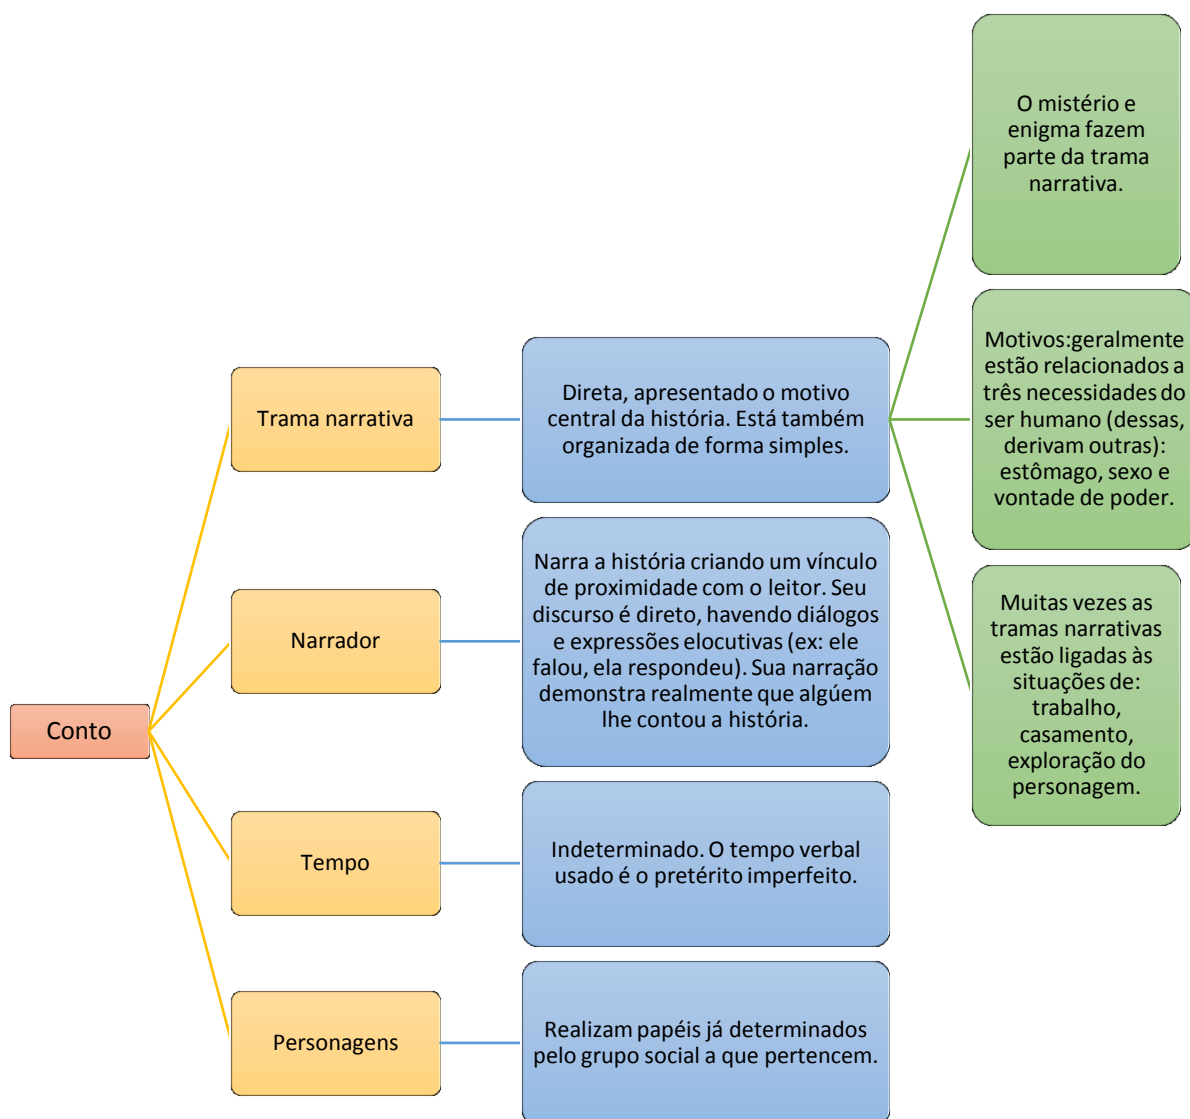 Conto
Trama narrativa
Direta, apresentado o motivo
central da história. Está também
organizada de forma simples.
O mistério e
enigma fazem
parte da trama
narrativa.
Motivos:geralmente
estão relacionados a
três necessidades do
ser humano (dessas,
derivam outras):
estômago, sexo e
vontade de poder.
Muitas vezes as
tramas narrativas
estão ligadas às
situações de:
trabalho,
casamento,
exploração do
personagem.
Narrador
Narra a história criando um vínculo
de proximidade com o leitor. Seu
discurso é direto, havendo diálogos
e expressões elocutivas (ex: ele
falou, ela respondeu). Sua narração
demonstra realmente que algúem
lhe contou a história.
Tempo
Indeterminado. O tempo verbal
usado é o pretérito imperfeito.
Personagens
Realizam papéis já determinados
pelo grupo social a que pertencem.